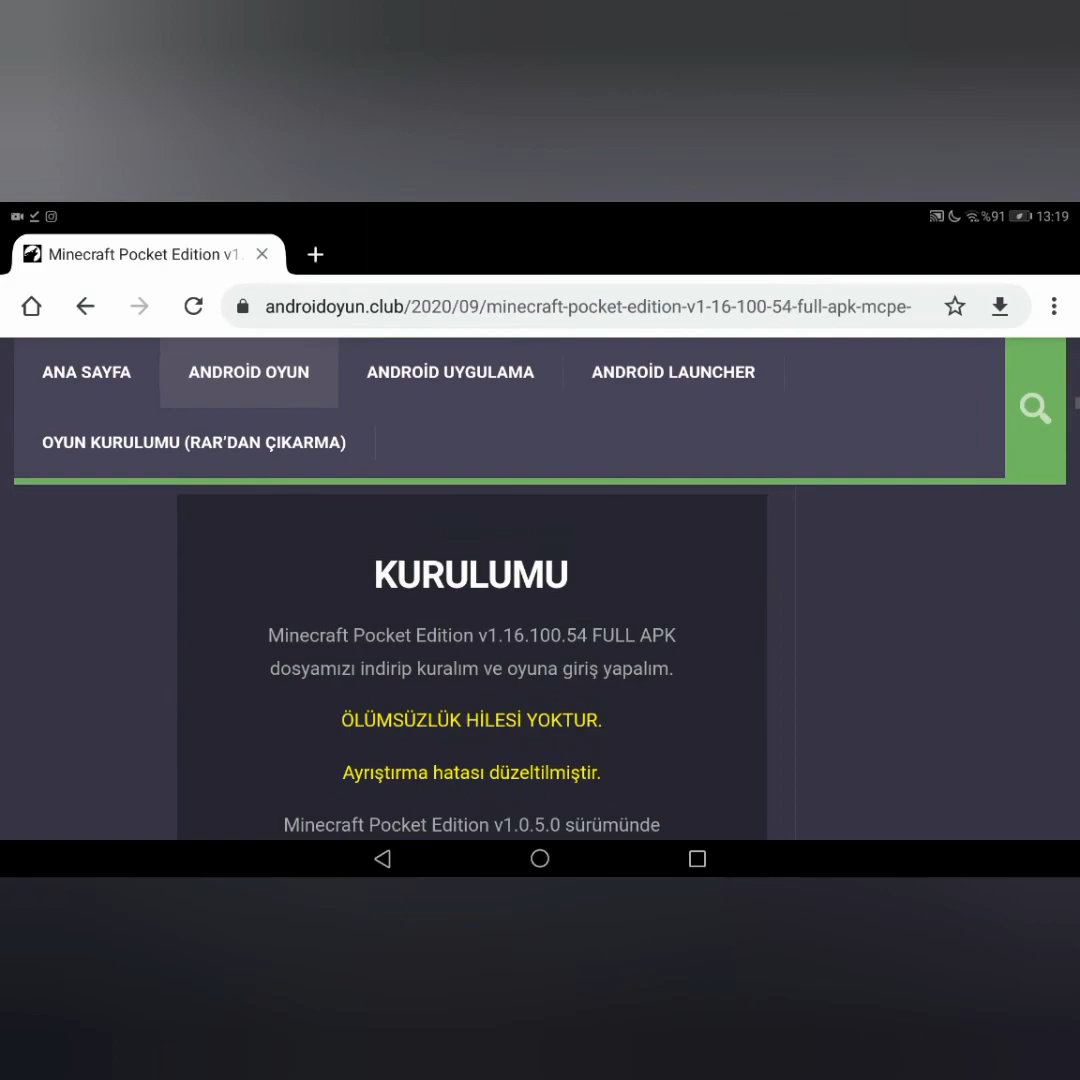 %91 13:19
Minecraft Pocket Edition v1.
androidoyun.club/2020/09/minecraft-pocket-edition-v1-16-100-54-full-apk-mcpe-
ANA SAYFA ANDROİD OYUN ANDROİD UYGULAMA ANDROİD LAUNCHER
OYUN KURULUMU (RAR'DAN ÇIKARMA)
KURULUMU
Minecraft Pocket Edition v1.16.100.54 FULL APK
dosyamızı indirip kuralım ve oyuna giriş yapalım.
ÖLÜMSÜZLÜK HİLESİ YOKTUR.
Ayrıştırma hatası düzeltilmiştir.
Minecraft Pocket Edition v1.0.5.0 sürümünde